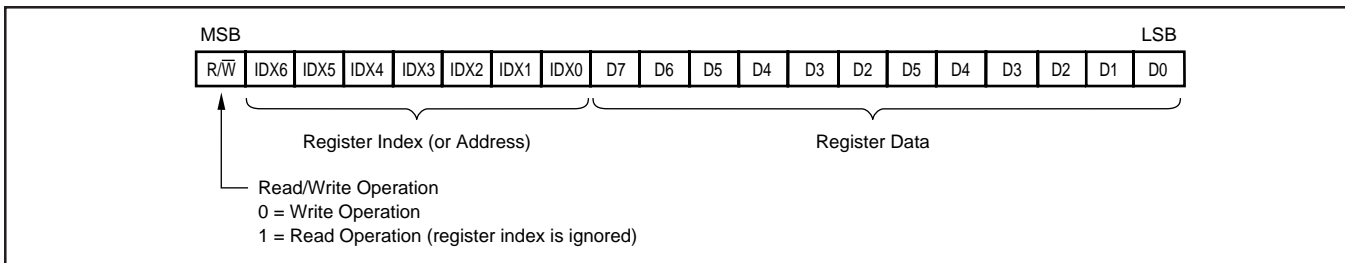 MSB LSB
R/W̅ IDX6 IDX5 IDX4 IDX3 IDX2 IDX1 IDX0 D7 D6 D5 D4 D3 D2 D5 D4 D3 D2 D1 D0
Register Index (or Address) Register Data
Read/Write Operation
0 = Write Operation
1 = Read Operation (register index is ignored)